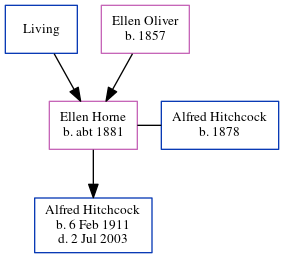 Living
Ellen Oliver
b. 1857
Ellen Horne
b. abt 1881
Alfred Hitchcock
b. 1878
Alfred Hitchcock
b. 6 Feb 1911
d. 2 Jul 2003